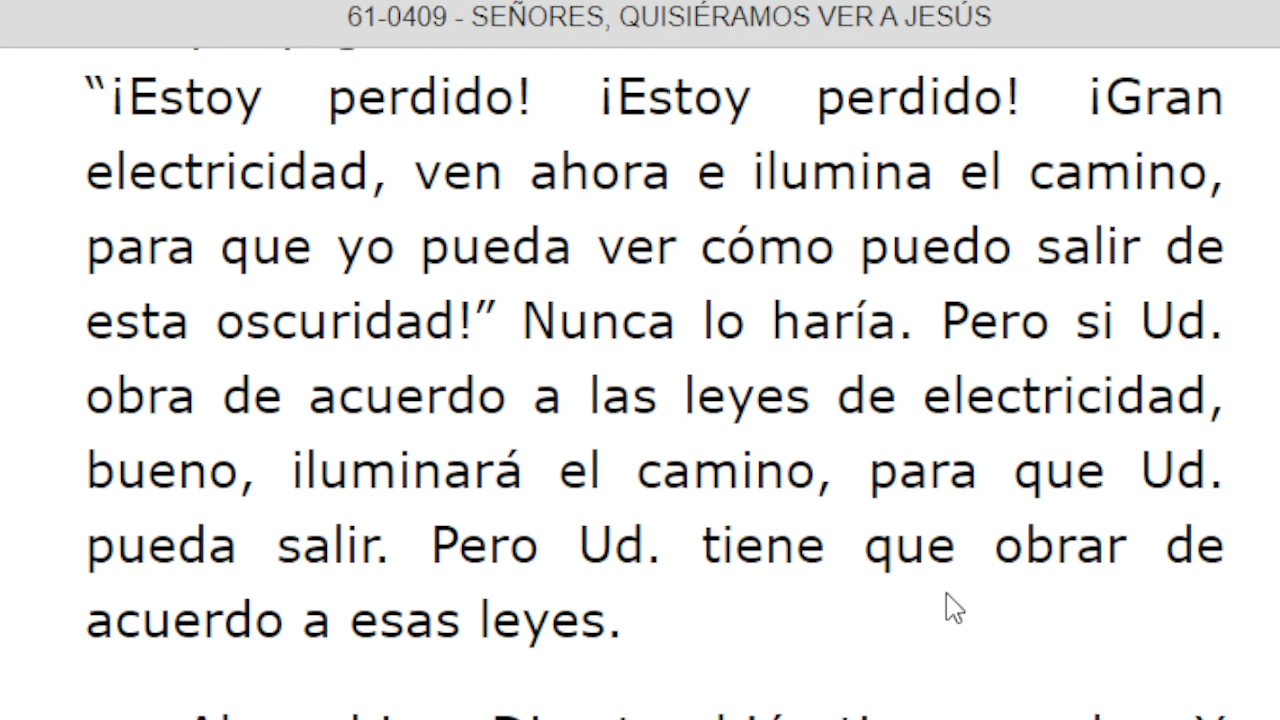 61-0409 - SEÑORES, QUISIÉRAMOS VER A JESÚS
“¡Estoy perdido! ¡Estoy perdido! ¡Gran
electricidad, ven ahora e ilumina el camino,
para que yo pueda ver cómo puedo salir de
esta oscuridad!” Nunca lo haría. Pero si Ud.
obra de acuerdo a las leyes de electricidad,
bueno, iluminará el camino, para que Ud.
pueda salir. Pero Ud. tiene que obrar de
acuerdo a esas leyes.